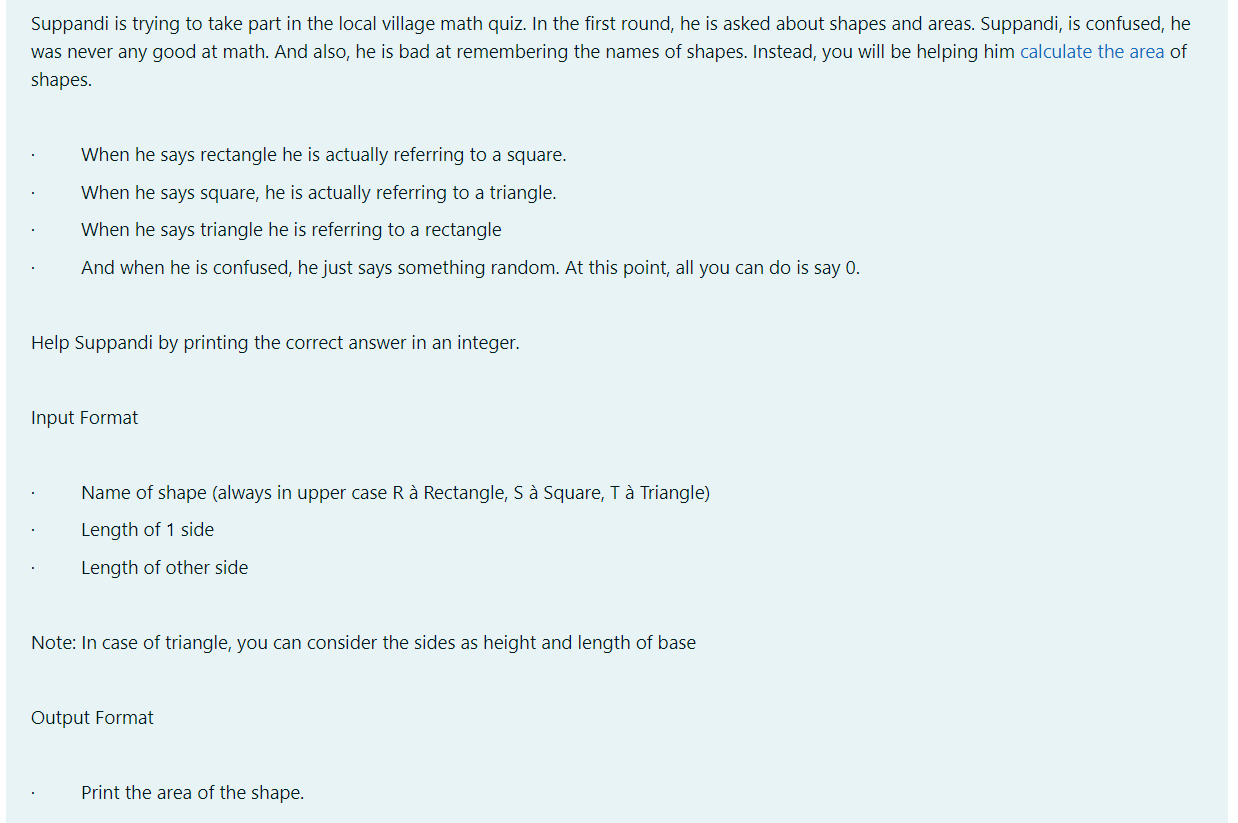 Suppandi is trying to take part in the local village math quiz. In the first round, he is asked about shapes and areas. Suppandi, is confused, he
was never any good at math. And also, he is bad at remembering the names of shapes. Instead, you will be helping him calculate the area of
shapes.
· When he says rectangle he is actually referring to a square.
· When he says square, he is actually referring to a triangle.
· When he says triangle he is referring to a rectangle
· And when he is confused, he just says something random. At this point, all you can do is say 0.
Help Suppandi by printing the correct answer in an integer.
Input Format
· Name of shape (always in upper case R à Rectangle, S à Square, T à Triangle)
· Length of 1 side
· Length of other side
Note: In case of triangle, you can consider the sides as height and length of base
Output Format
· Print the area of the shape.